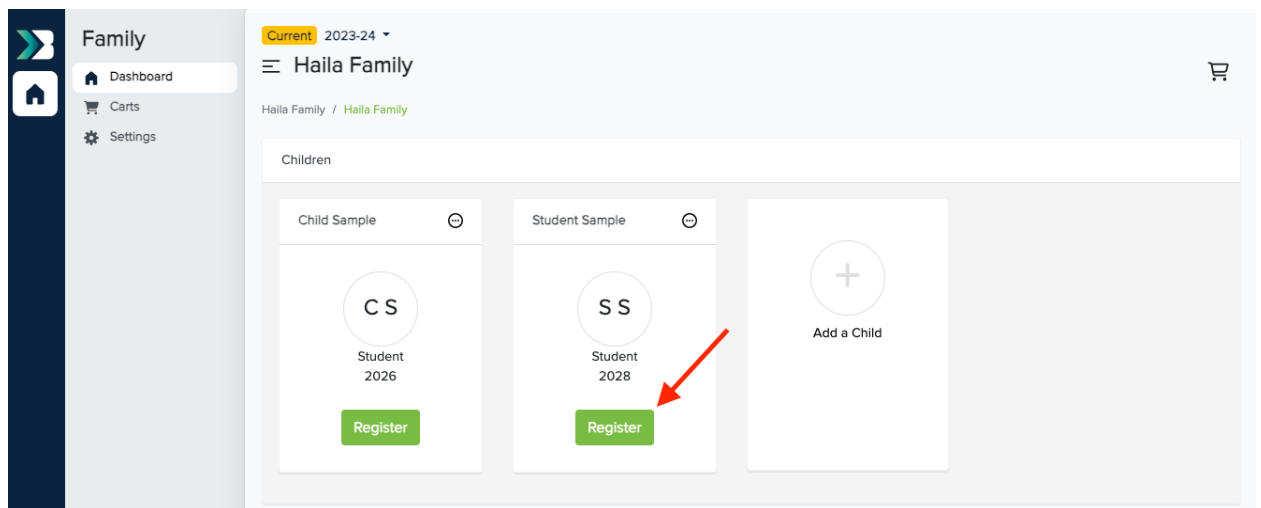 Family
Dashboard
Carts
Settings
Current 2023-24
Haila Family
Haila Family / Haila Family
Children
Child Sample
C S
Student
2026
Register
Student Sample
S S
Student
2028
Register
Add a Child